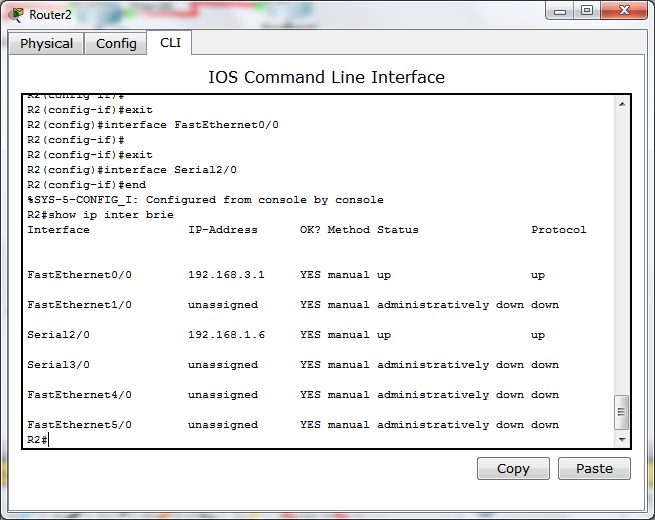 Router2
Physical Config CLI
IOS Command Line Interface
R2(config-if)#
R2(config-if)#exit
R2(config)#interface FastEthernet0/0
R2(config-if)#
R2(config-if)#exit
R2(config)#interface Serial2/0
R2(config-if)#end
%SYS-5-CONFIG_I: Configured from console by console
R2#show ip inter brie
Interface IP-Address OK? Method Status Protocol
FastEthernet0/0 192.168.3.1 YES manual up up
FastEthernet1/0 unassigned YES manual administratively down down
Serial2/0 192.168.1.6 YES manual up up
Serial3/0 unassigned YES manual administratively down down
FastEthernet4/0 unassigned YES manual administratively down down
FastEthernet5/0 unassigned YES manual administratively down down
R2#
Copy Paste